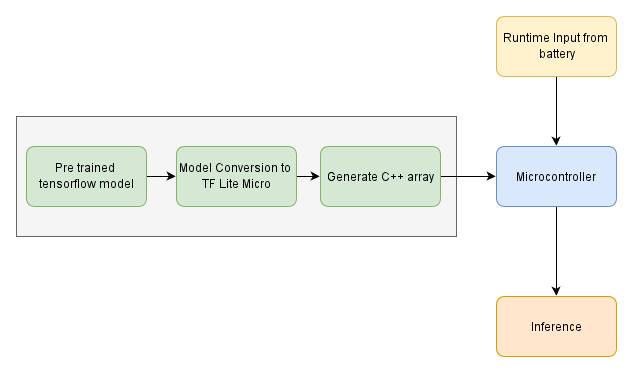 Runtime Input from
battery
Pre trained
tensorflow model
Model Conversion to
TF Lite Micro
Generate C++ array
Microcontroller
Inference